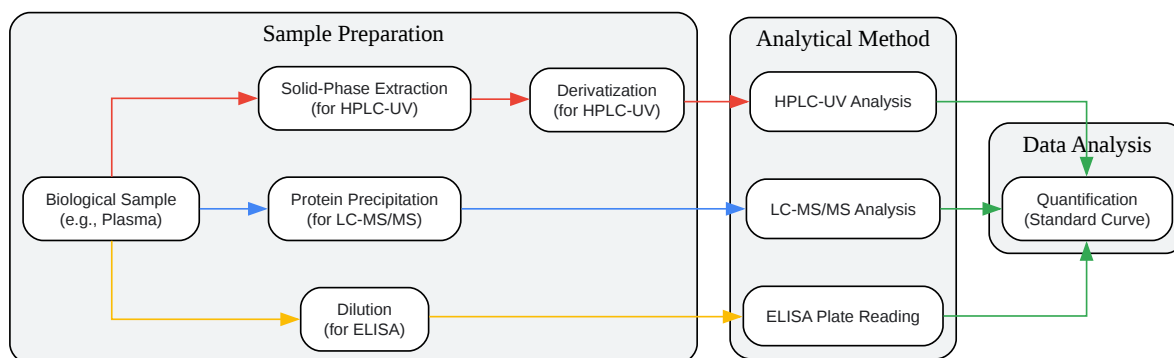 Sample Preparation
Solid-Phase Extraction
(for HPLC-UV)
Derivatization
(for HPLC-UV)
Biological Sample
(e.g., Plasma)
Protein Precipitation
(for LC-MS/MS)
Dilution
(for ELISA)
Analytical Method
HPLC-UV Analysis
LC-MS/MS Analysis
ELISA Plate Reading
Data Analysis
Quantification
(Standard Curve)